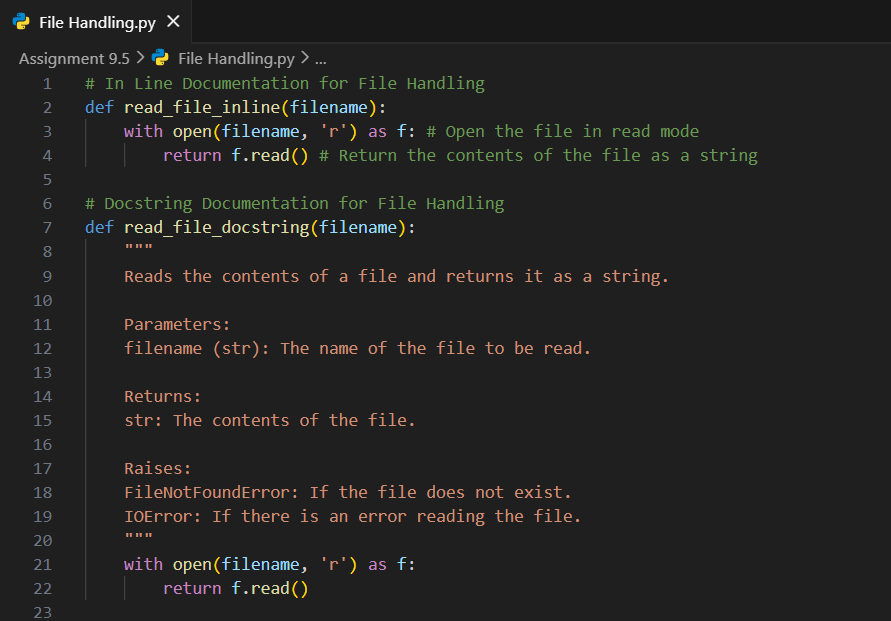 File Handling.py ×
Assignment 9.5 > File Handling.py > ...
1 # In Line Documentation for File Handling
2 def read_file_inline(filename):
3     with open(filename, 'r') as f: # Open the file in read mode
4         return f.read() # Return the contents of the file as a string
5
6 # Docstring Documentation for File Handling
7 def read_file_docstring(filename):
8     """
9     Reads the contents of a file and returns it as a string.
10
11     Parameters:
12     filename (str): The name of the file to be read.
13
14     Returns:
15     str: The contents of the file.
16
17     Raises:
18     FileNotFoundError: If the file does not exist.
19     IOError: If there is an error reading the file.
20     """
21     with open(filename, 'r') as f:
22         return f.read()
23